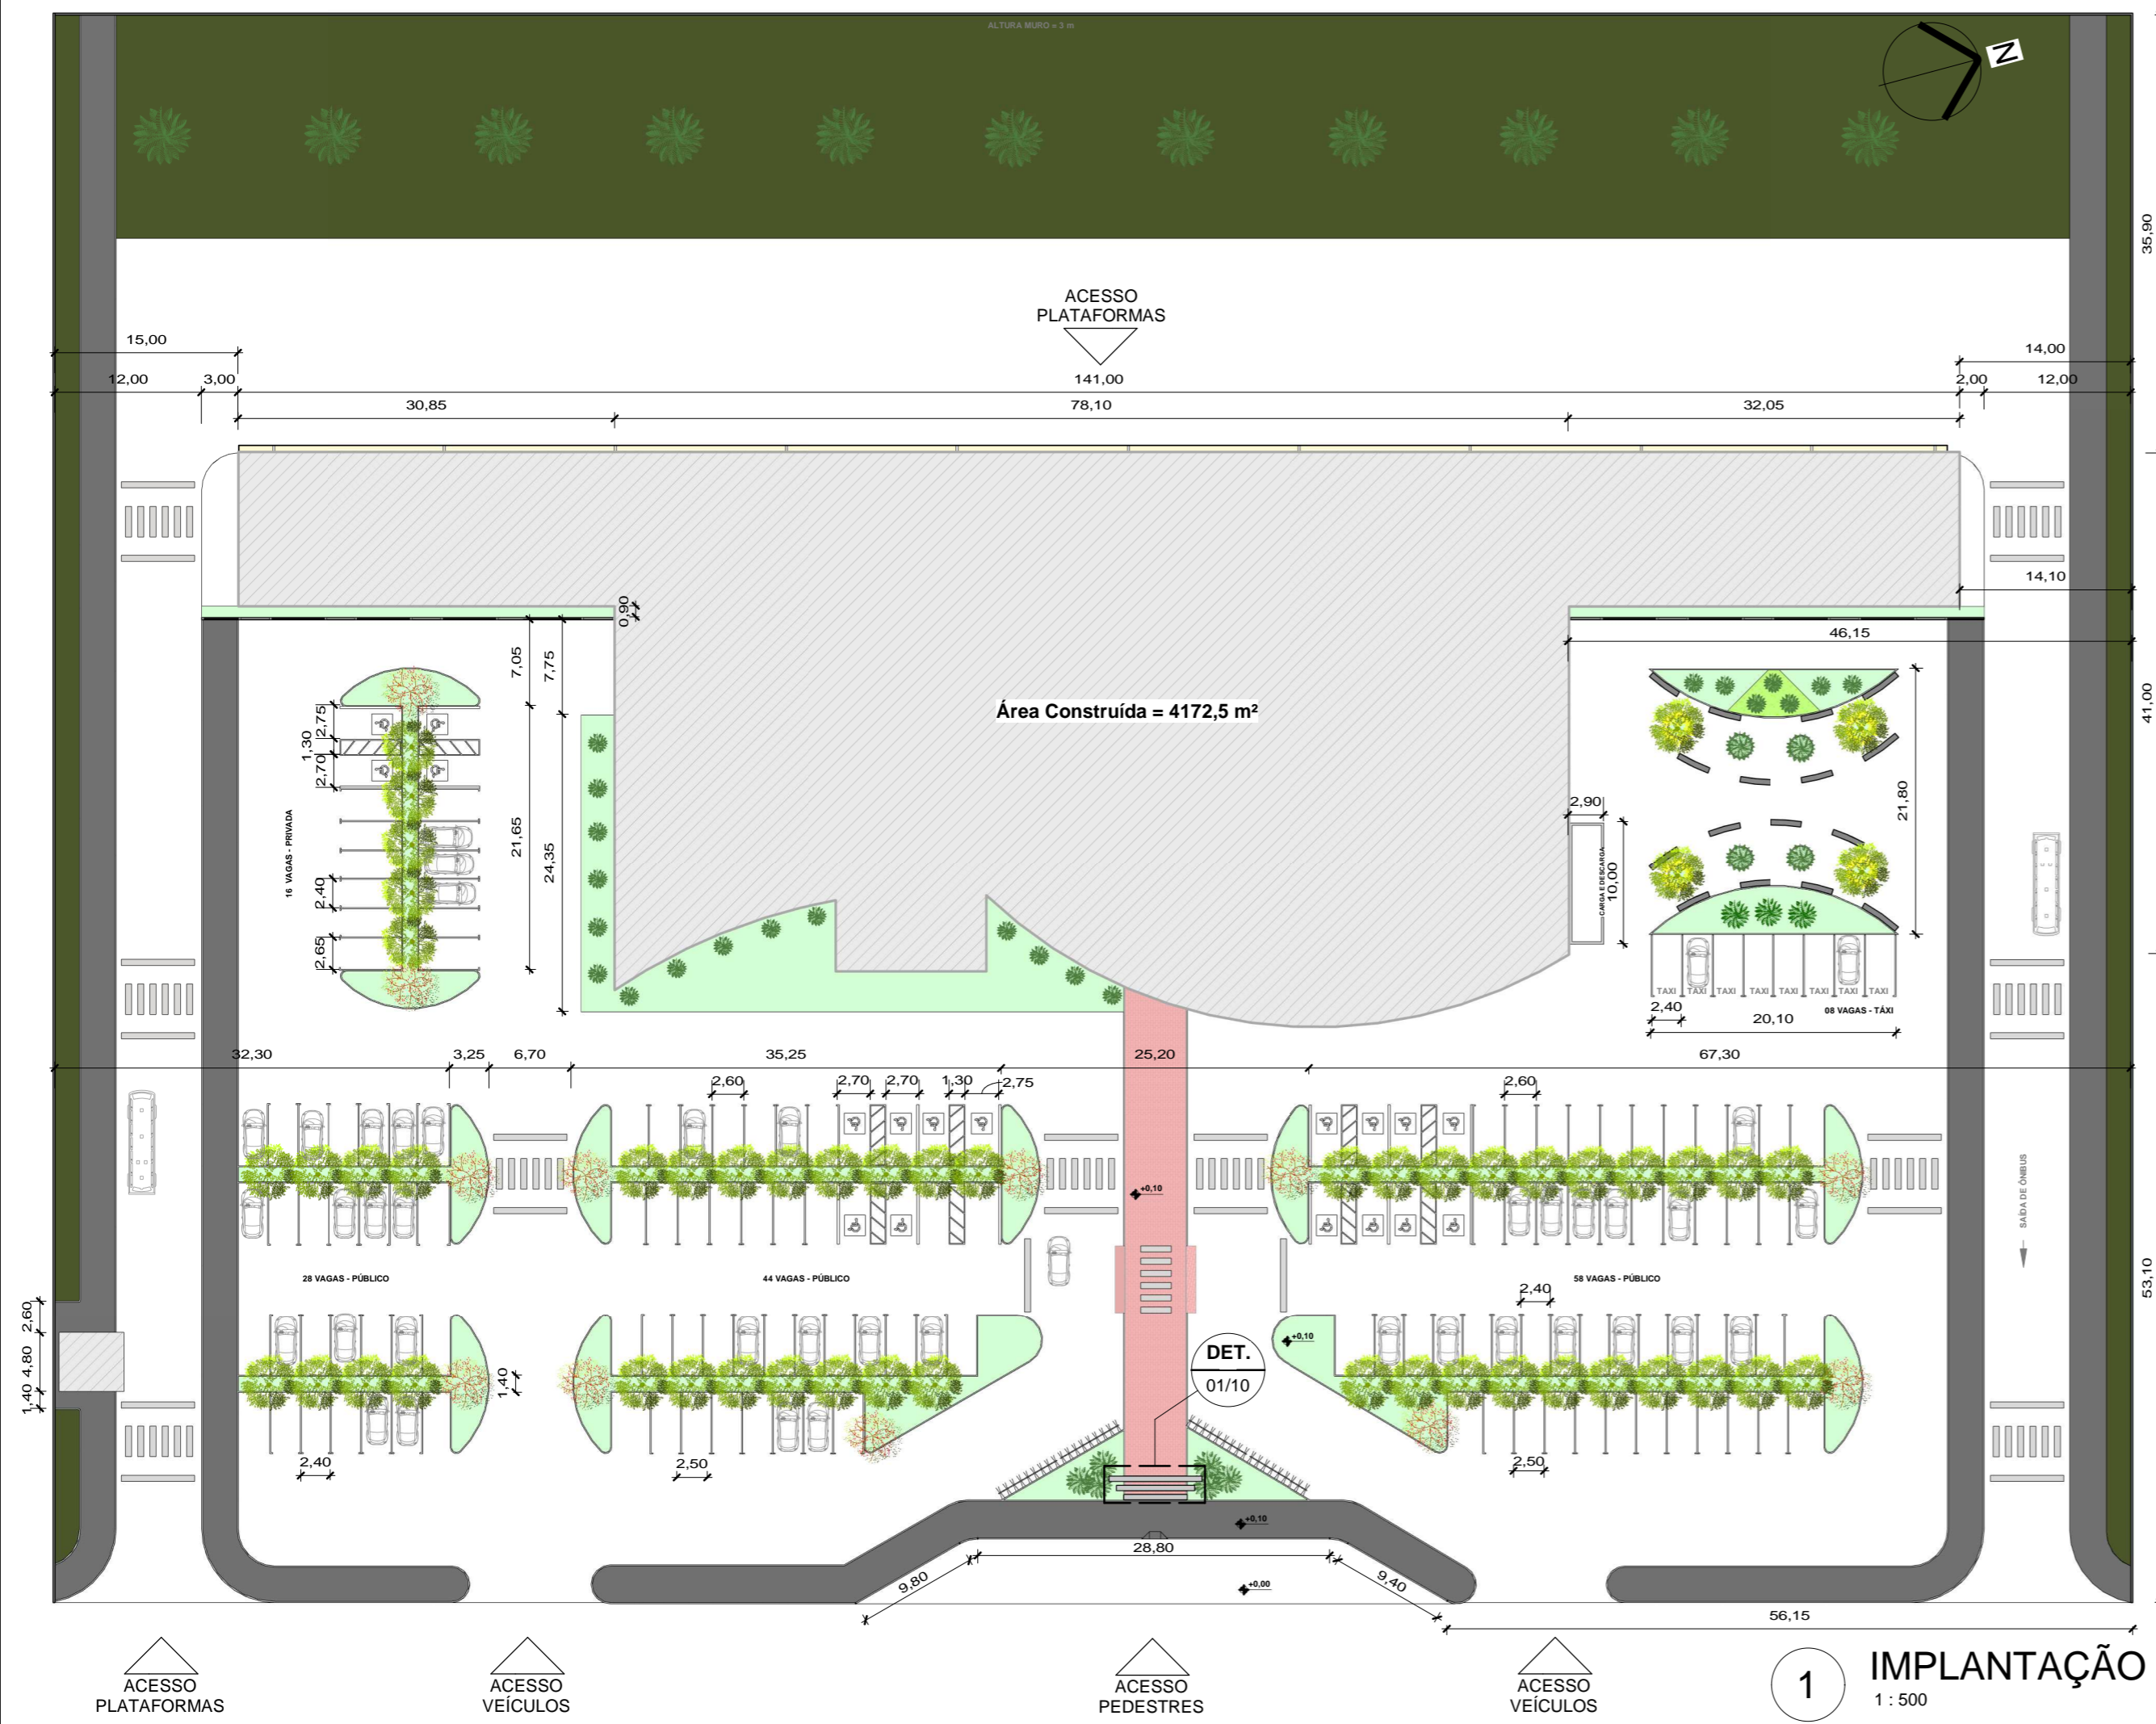 ALTURA MURO = 3 m
N
35,90
ACESSO
PLATAFORMAS
15,00
14,00
12,00
3,00
141,00
2,00
12,00
30,85
78,10
32,05
14,10
0,90
46,15
7,05
7,75
Área Construída = 4172,5 m²
41,00
2,75
1,30
2,70
16 VAGAS - PRIVADA
21,65
24,35
2,40
2,65
2,90
CARGA E DESCARGA
10,00
21,80
TAXI TAXI TAXI TAXI TAXI TAXI TAXI TAXI
2,40
08 VAGAS - TÁXI
20,10
32,30
3,25
6,70
35,25
25,20
67,30
2,60
2,70
2,70
1,30
2,75
2,60
+0,10
SAÍDA DE ÔNIBUS
28 VAGAS - PÚBLICO
44 VAGAS - PÚBLICO
58 VAGAS - PÚBLICO
53,10
2,60
4,80
1,40
1,40
2,40
+0,10
DET.
01/10
2,40
2,50
2,50
+0,10
28,80
9,80
9,40
+0,00
56,15
ACESSO
PLATAFORMAS
ACESSO
VEÍCULOS
ACESSO
PEDESTRES
ACESSO
VEÍCULOS
1
IMPLANTAÇÃO
1 : 500